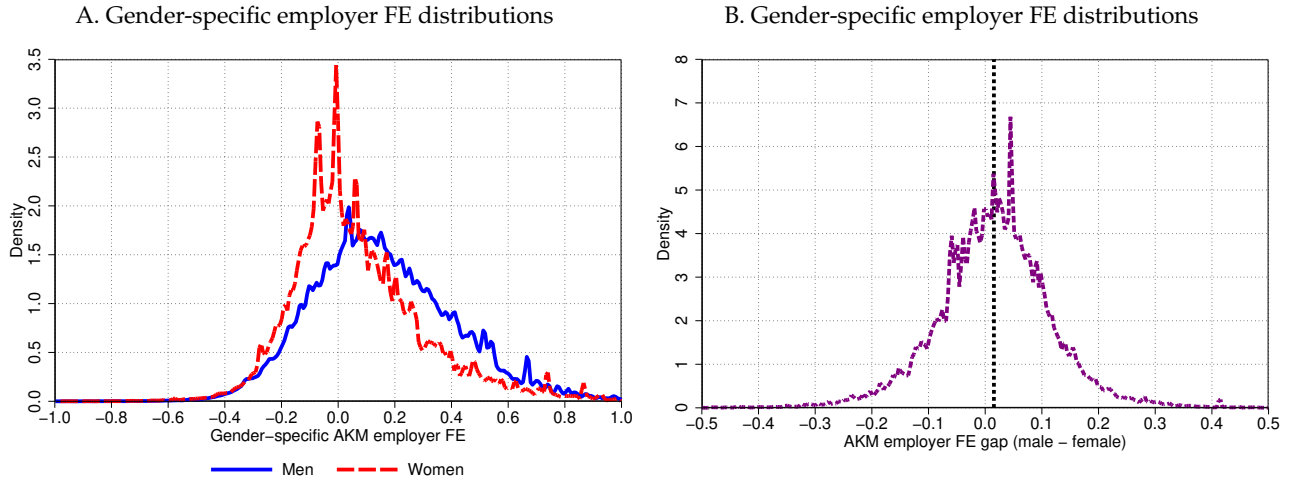 A. Gender-specific employer FE distributions
B. Gender-specific employer FE distributions
3.5
3.0
2.5
2.0
1.5
1.0
0.5
0.0
Density
−1.0 −0.8 −0.6 −0.4 −0.2 0.0 0.2 0.4 0.6 0.8 1.0
Gender−specific AKM employer FE
Men Women
8
7
6
5
4
3
2
1
0
Density
−0.5 −0.4 −0.3 −0.2 −0.1 0.0 0.1 0.2 0.3 0.4 0.5
AKM employer FE gap (male − female)